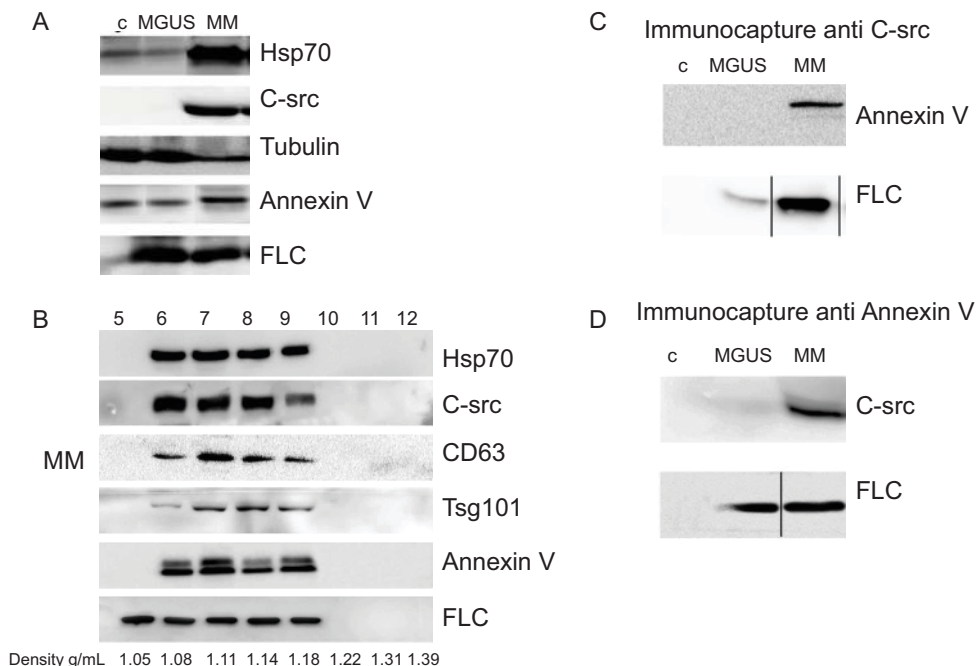 A
c MGUS MM
Hsp70
C-src
Tubulin
Annexin V
FLC
B
5 6 7 8 9 10 11 12
Hsp70
C-src
MM
CD63
Tsg101
Annexin V
FLC
Density g/mL 1.05 1.08 1.11 1.14 1.18 1.22 1.31 1.39
C
Immunocapture anti C-src
c MGUS MM
Annexin V
FLC
D
Immunocapture anti Annexin V
c MGUS MM
C-src
FLC